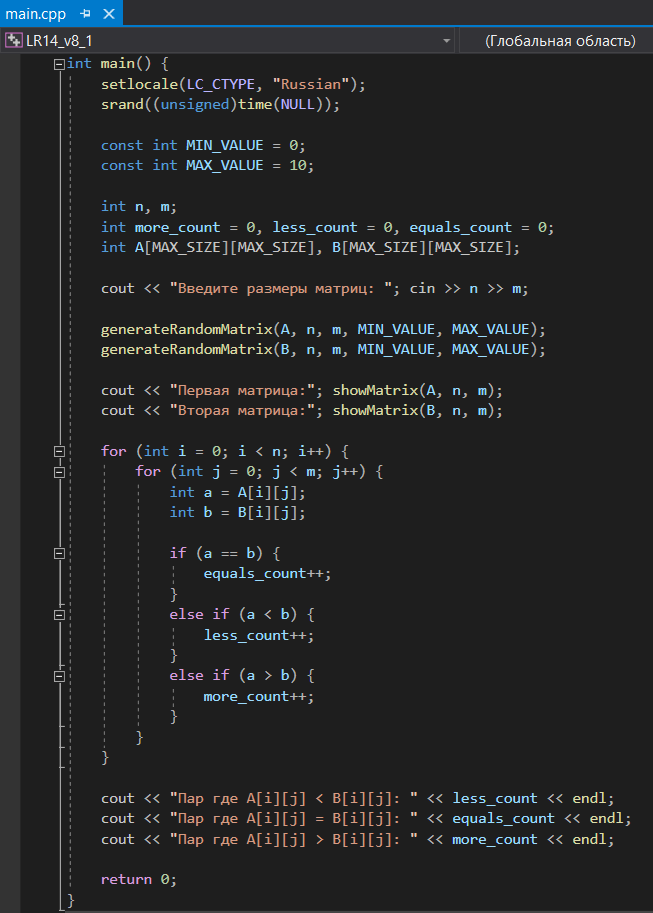 main.cpp
LR14_v8_1 (Глобальная область)
int main() {
    setlocale(LC_CTYPE, "Russian");
    srand((unsigned)time(NULL));
    const int MIN_VALUE = 0;
    const int MAX_VALUE = 10;
    int n, m;
    int more_count = 0, less_count = 0, equals_count = 0;
    int A[MAX_SIZE][MAX_SIZE], B[MAX_SIZE][MAX_SIZE];
    cout << "Введите размеры матриц: "; cin >> n >> m;
    generateRandomMatrix(A, n, m, MIN_VALUE, MAX_VALUE);
    generateRandomMatrix(B, n, m, MIN_VALUE, MAX_VALUE);
    cout << "Первая матрица:"; showMatrix(A, n, m);
    cout << "Вторая матрица:"; showMatrix(B, n, m);
    for (int i = 0; i < n; i++) {
        for (int j = 0; j < m; j++) {
            int a = A[i][j];
            int b = B[i][j];
            if (a == b) {
                equals_count++;
            }
            else if (a < b) {
                less_count++;
            }
            else if (a > b) {
                more_count++;
            }
        }
    }
    cout << "Пар где A[i][j] < B[i][j]: " << less_count << endl;
    cout << "Пар где A[i][j] = B[i][j]: " << equals_count << endl;
    cout << "Пар где A[i][j] > B[i][j]: " << more_count << endl;
    return 0;
}